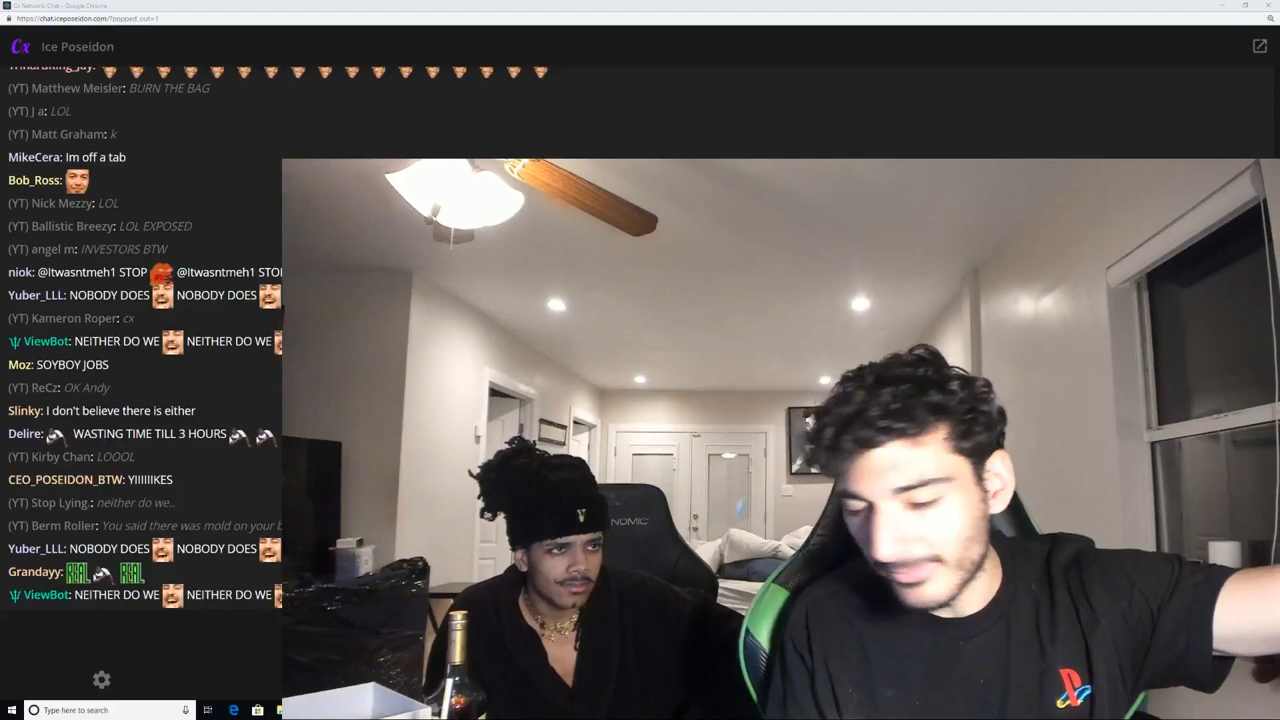 Cx Network: Chat - Google Chrome
https://chat.iceposeidon.com/?popped_out=1
Cx Ice Poseidon
(YT) Matthew Meisler: BURN THE BAG
(YT) J a: LOL
(YT) Matt Graham: k
MikeCera: Im off a tab
Bob_Ross:
(YT) Nick Mezzy: LOL
(YT) Ballistic Breezy: LOL EXPOSED
(YT) angel m: INVESTORS BTW
niok: @Itwasntmeh1 STOP @Itwasntmeh1 STO
Yuber_LLL: NOBODY DOES NOBODY DOES
(YT) Kameron Roper: cx
ViewBot: NEITHER DO WE NEITHER DO WE
Moz: SOYBOY JOBS
(YT) ReCz: OK Andy
Slinky: I don't believe there is either
Delire: WASTING TIME TILL 3 HOURS
(YT) Kirby Chan: LOOOL
CEO_POSEIDON_BTW: YIIIIIIKES
(YT) Stop Lying.: neither do we..
(YT) Berm Roller: You said there was mold on your b
Yuber_LLL: NOBODY DOES NOBODY DOES
Grandayy: REAL REAL
ViewBot: NEITHER DO WE NEITHER DO WE
NOMIC
Type here to search